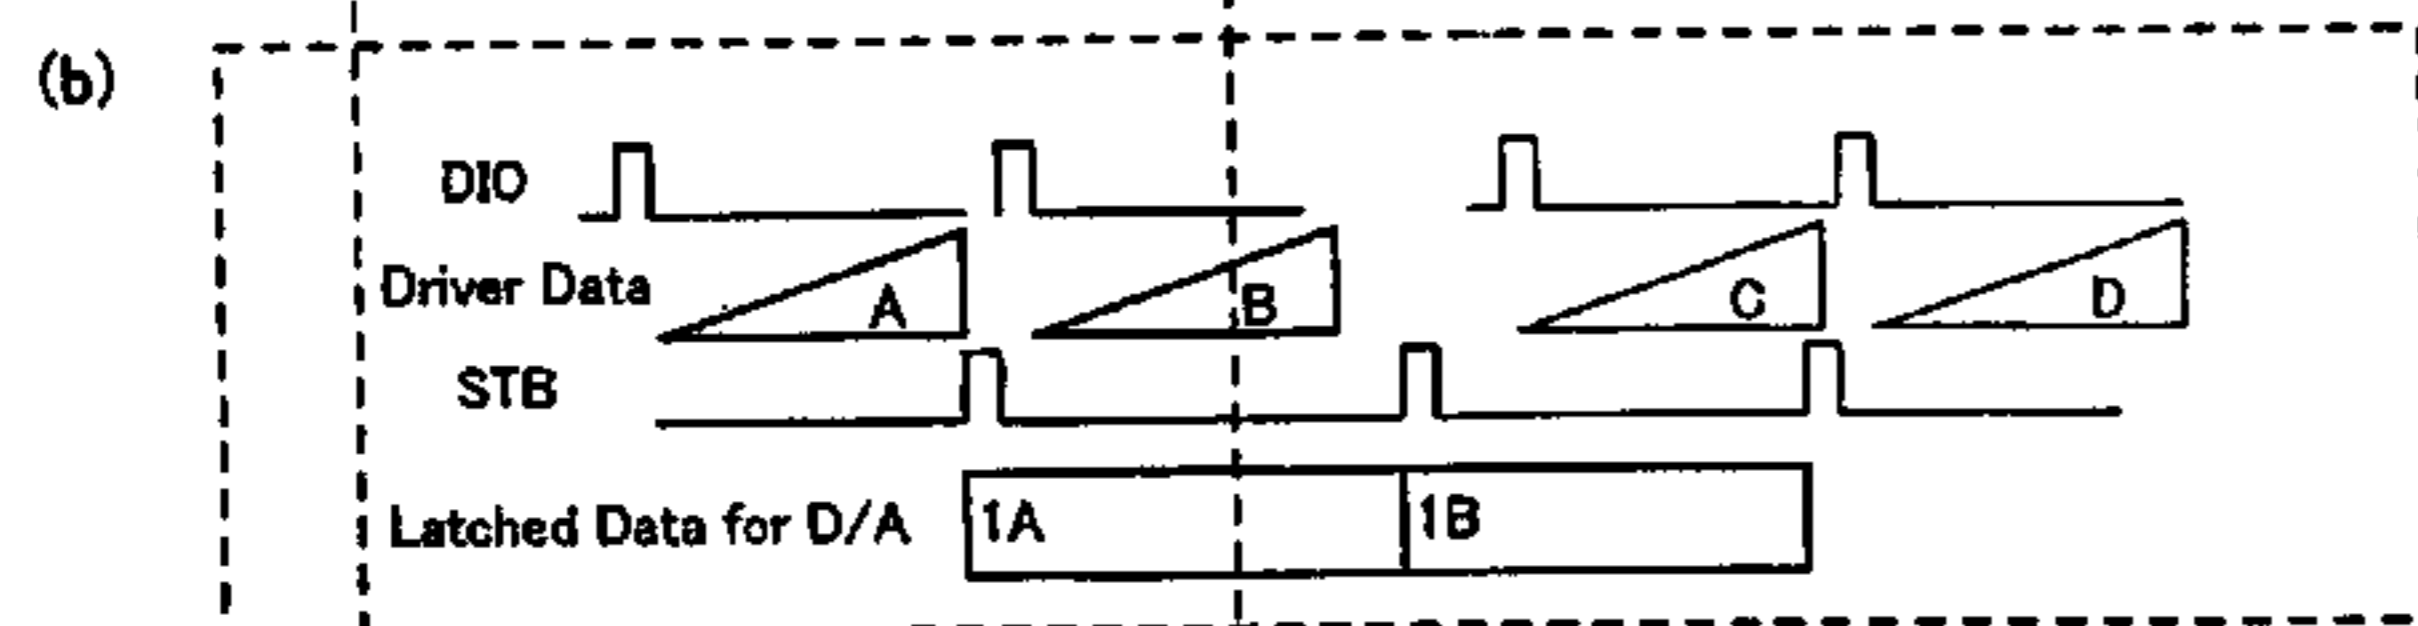 (b)
DIO
Driver Data A B C D
STB
Latched Data for D/A 1A 1B